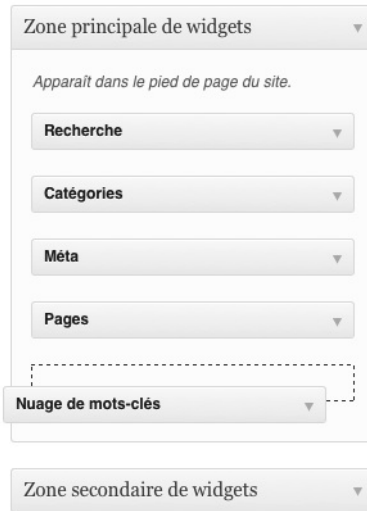 Zone principale de widgets
Apparaît dans le pied de page du site.
Recherche
Catégories
Méta
Pages
Nuage de mots-clés
Zone secondaire de widgets